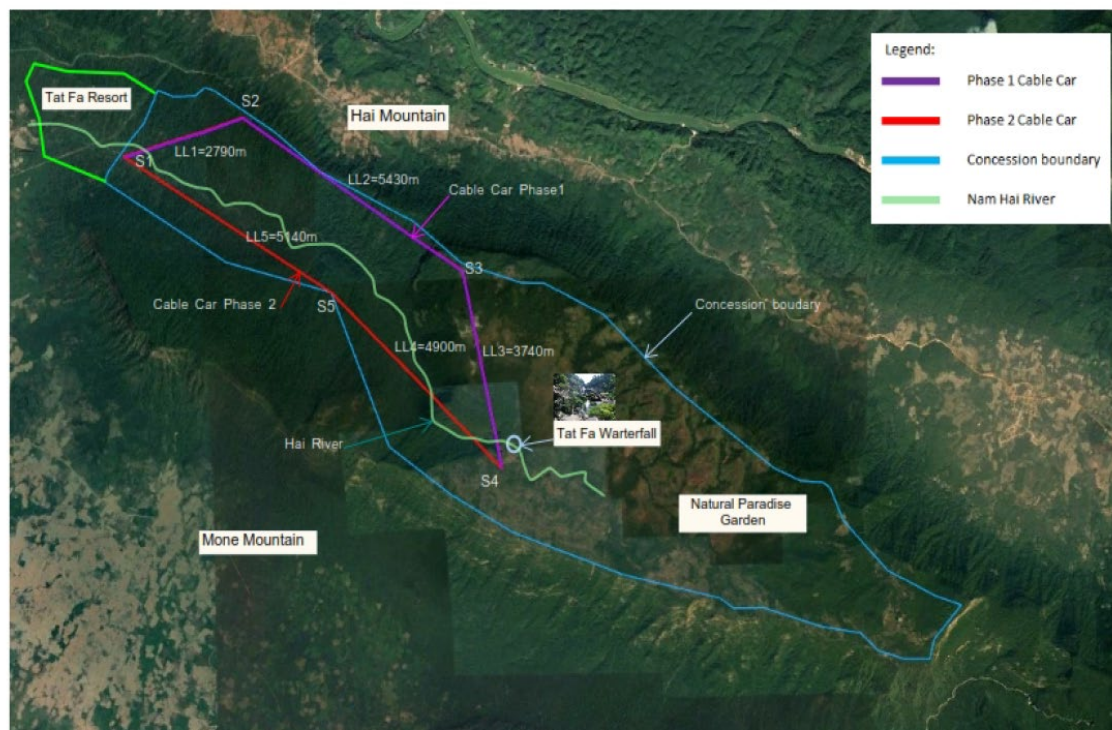 Legend:
Phase 1 Cable Car
Phase 2 Cable Car
Concession boundary
Nam Hai River
Tat Fa Resort
S2
Hai Mountain
S1
LL1=2790m
LL2=5430m
Cable Car Phase1
LL5=5140m
S3
Cable Car Phase 2
S5
Concession boudary
LL4=4900m
LL3=3740m
Hai River
Tat Fa Warterfall
S4
Natural Paradise
Garden
Mone Mountain